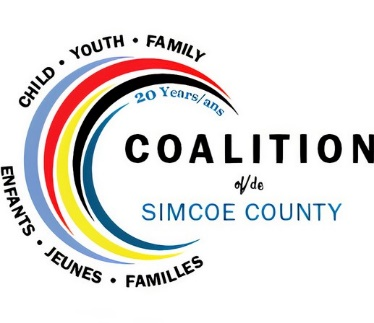 CHILD • YOUTH • FAMILY
20 Years/ans
COALITION
of/de
SIMCOE COUNTY
ENFANTS • JEUNES • FAMILLES